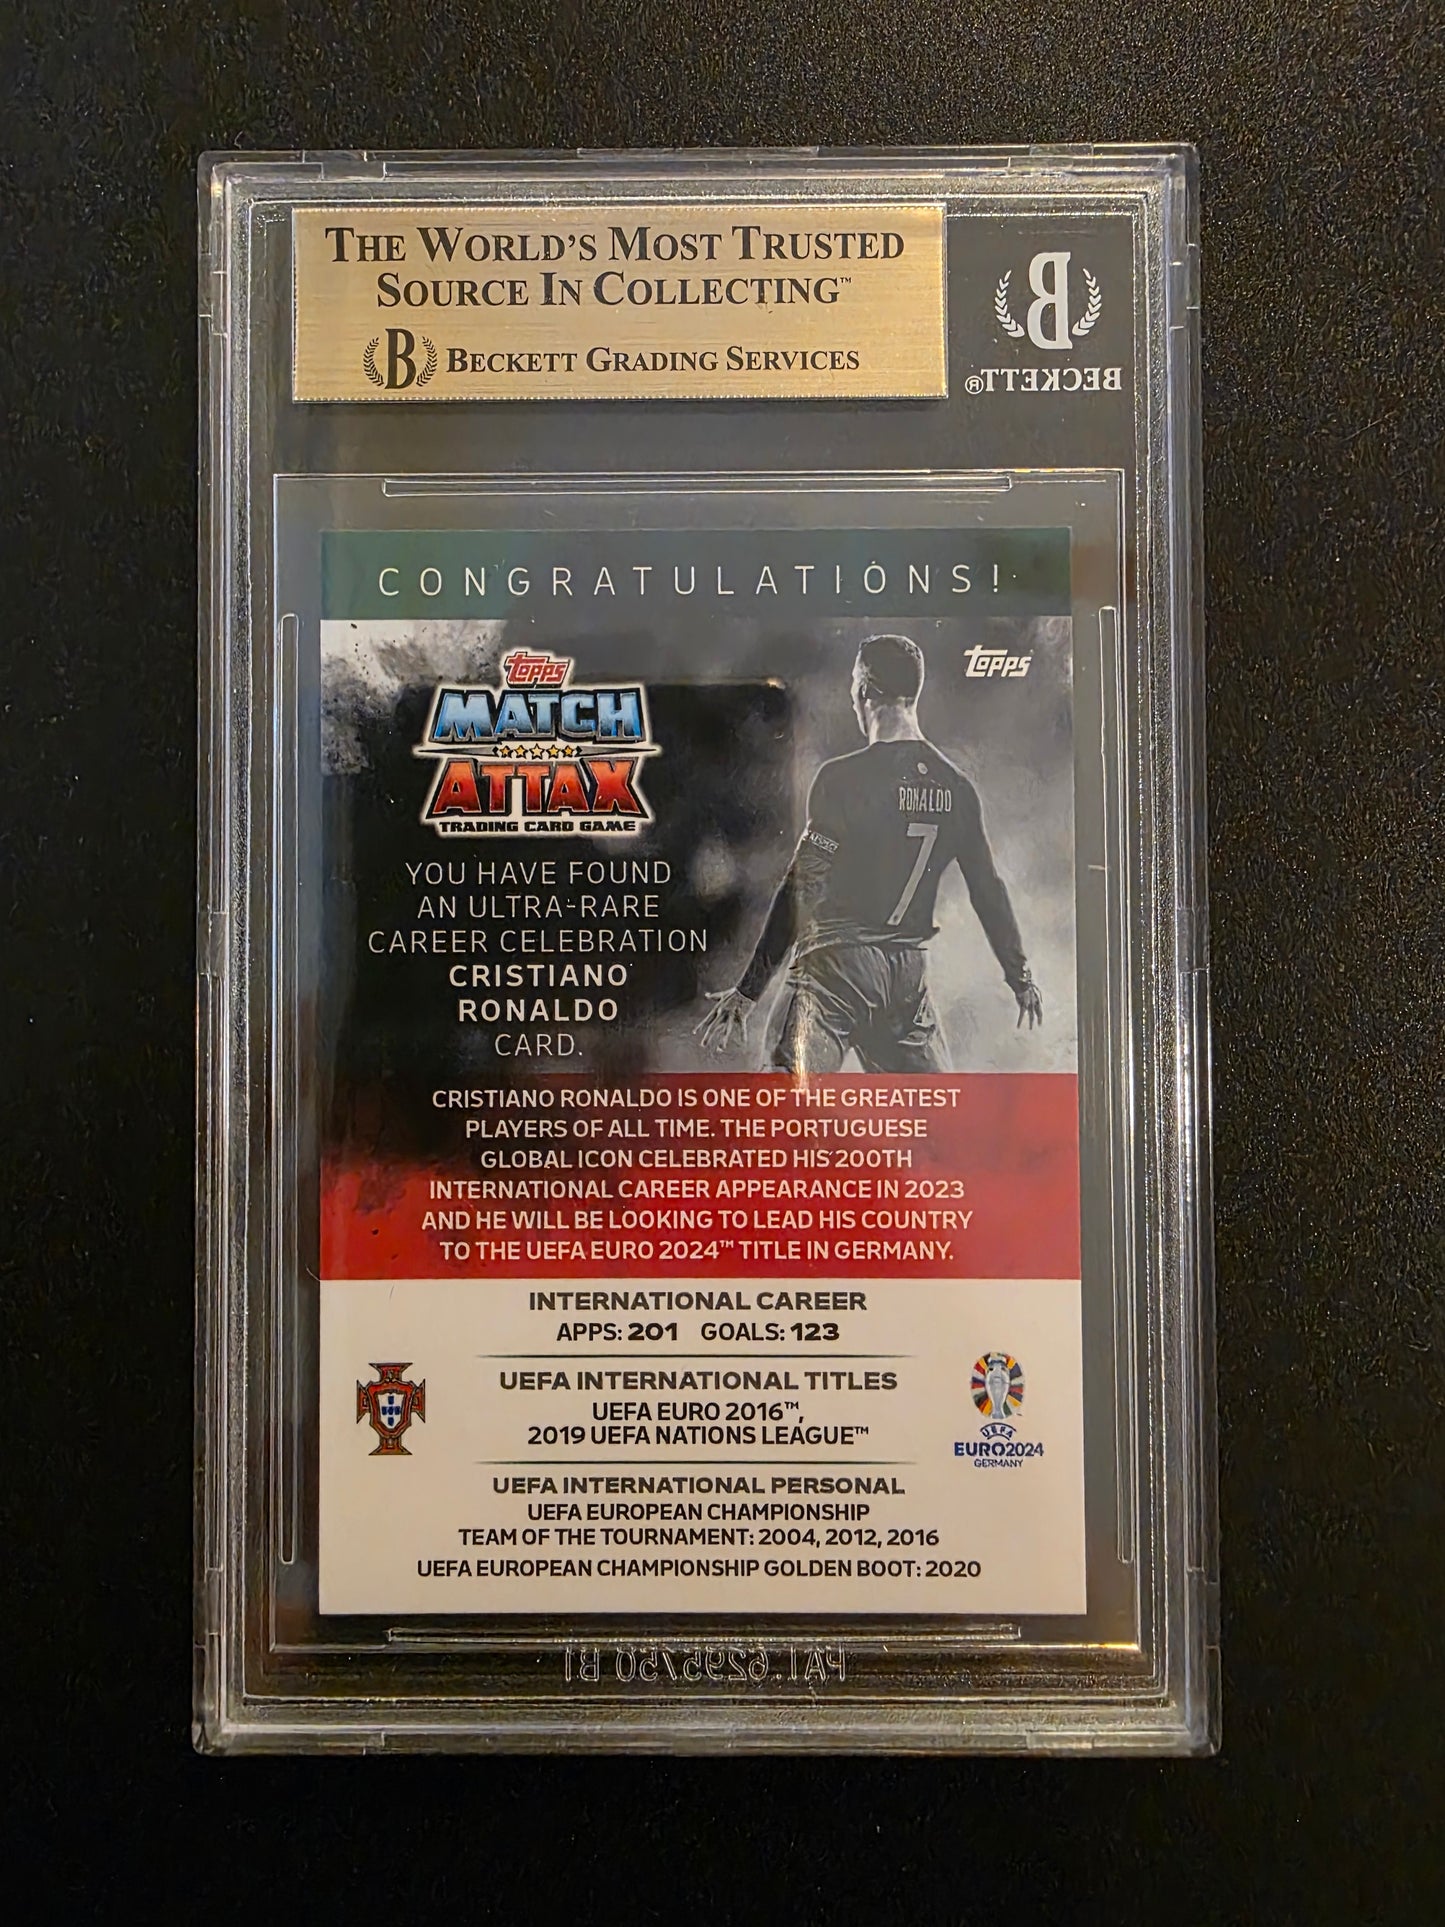 THE WORLD'S MOST TRUSTED
SOURCE IN COLLECTING™
B BECKETT GRADING SERVICES
B
BECKETT®
CONGRATULATIONS!
topps
MATCH
ATTAX
TRADING CARD GAME
topps
RONALDO
7
RESPECT
YOU HAVE FOUND
AN ULTRA-RARE
CAREER CELEBRATION
CRISTIANO
RONALDO
CARD.
CRISTIANO RONALDO IS ONE OF THE GREATEST
PLAYERS OF ALL TIME. THE PORTUGUESE
GLOBAL ICON CELEBRATED HIS 200TH
INTERNATIONAL CAREER APPEARANCE IN 2023
AND HE WILL BE LOOKING TO LEAD HIS COUNTRY
TO THE UEFA EURO 2024™ TITLE IN GERMANY.
INTERNATIONAL CAREER
APPS: 201 GOALS: 123
UEFA INTERNATIONAL TITLES
UEFA EURO 2016™,
2019 UEFA NATIONS LEAGUE™
UEFA
EURO2024
GERMANY
UEFA INTERNATIONAL PERSONAL
UEFA EUROPEAN CHAMPIONSHIP
TEAM OF THE TOURNAMENT: 2004, 2012, 2016
UEFA EUROPEAN CHAMPIONSHIP GOLDEN BOOT: 2020
PAT. 6295750 B1